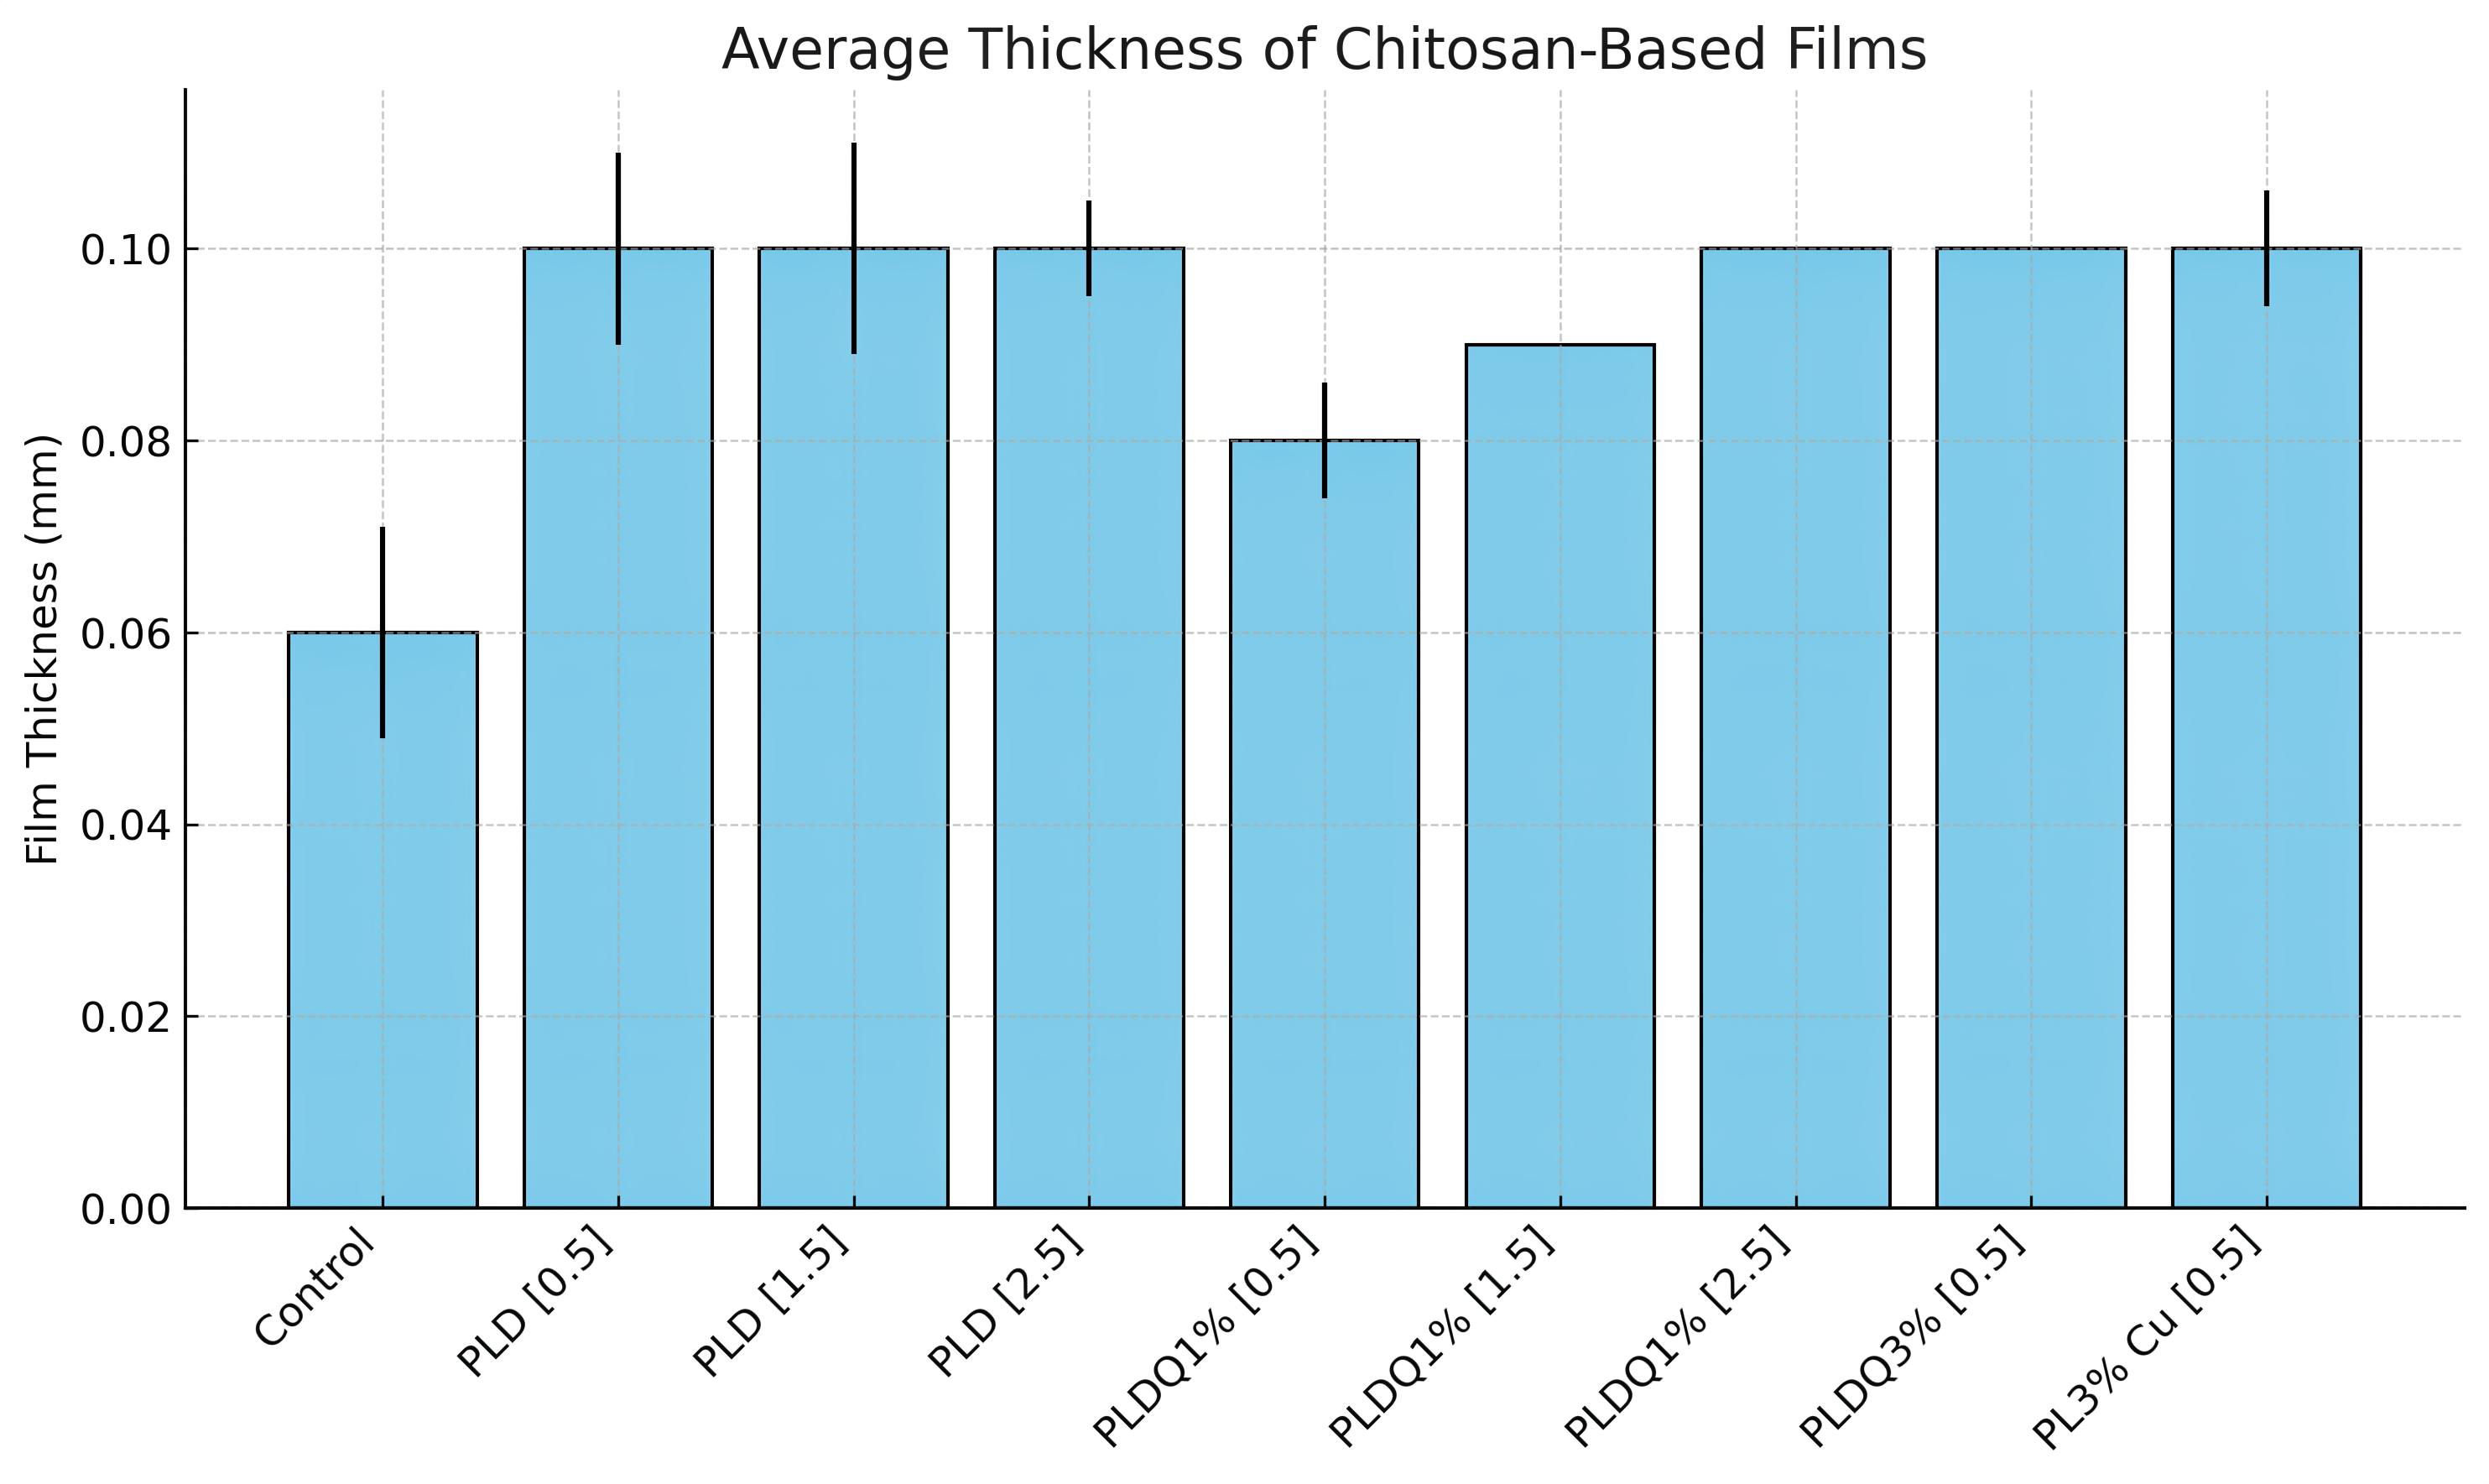 Average Thickness of Chitosan-Based Films
Film Thickness (mm)
0.10
0.08
0.06
0.04
0.02
0.00
Control
PLD [0.5]
PLD [1.5]
PLD [2.5]
PLDQ1% [0.5]
PLDQ1% [1.5]
PLDQ1% [2.5]
PLDQ3% [0.5]
PL3% Cu [0.5]